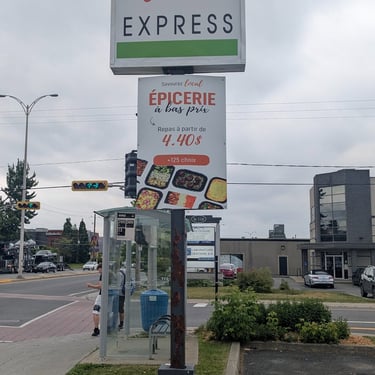 EXPRESS
Saveurs local
ÉPICERIE
à bas prix
Repas à partir de
4.40$
+125 choix